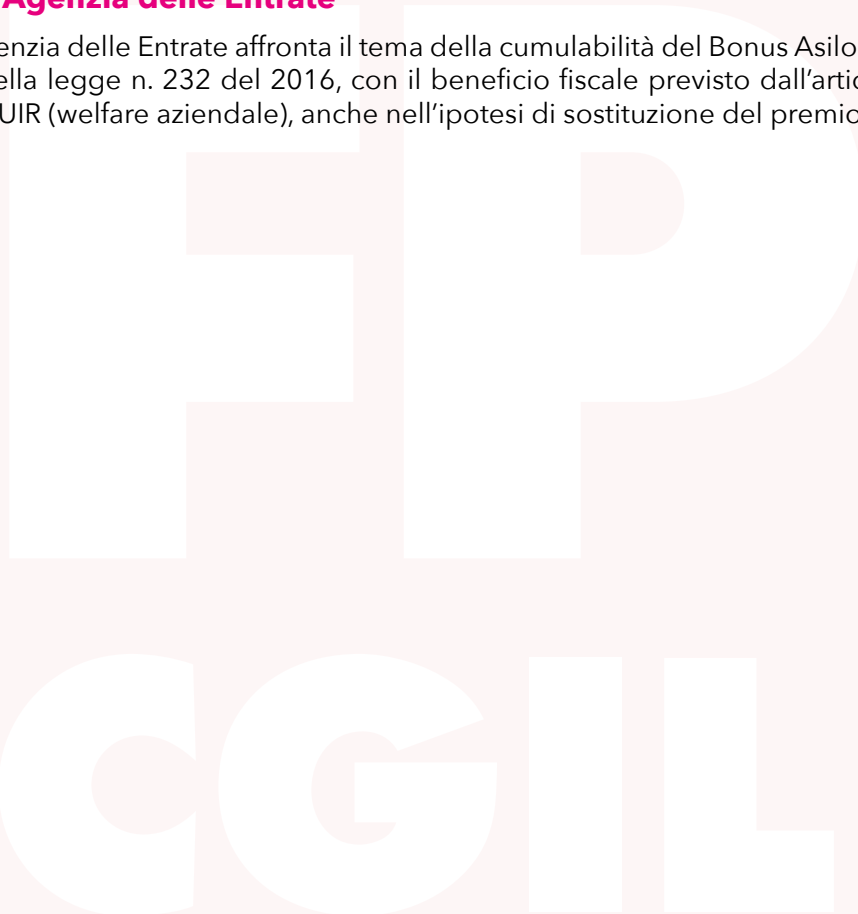 Agenzia delle Entrate
enzia delle Entrate affronta il tema della cumulabilità del Bonus Asilo
ella legge n. 232 del 2016, con il beneficio fiscale previsto dall'artic
UIR (welfare aziendale), anche nell'ipotesi di sostituzione del premio
FP
CGIL